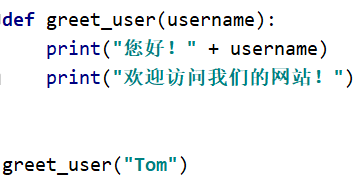 def greet_user(username):
    print("您好！" + username)
    print("欢迎访问我们的网站！")
greet_user("Tom")